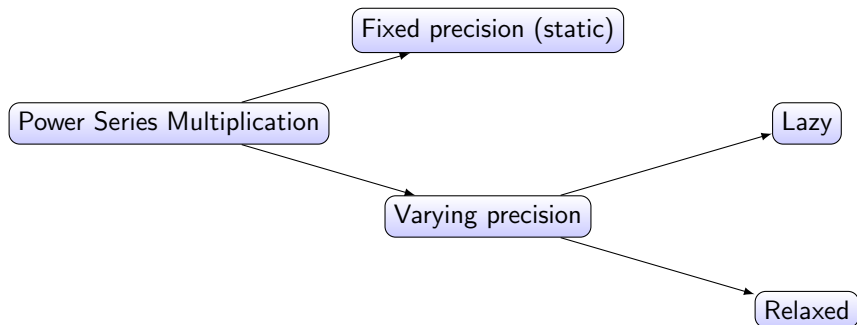 Fixed precision (static)
Power Series Multiplication
Lazy
Varying precision
Relaxed